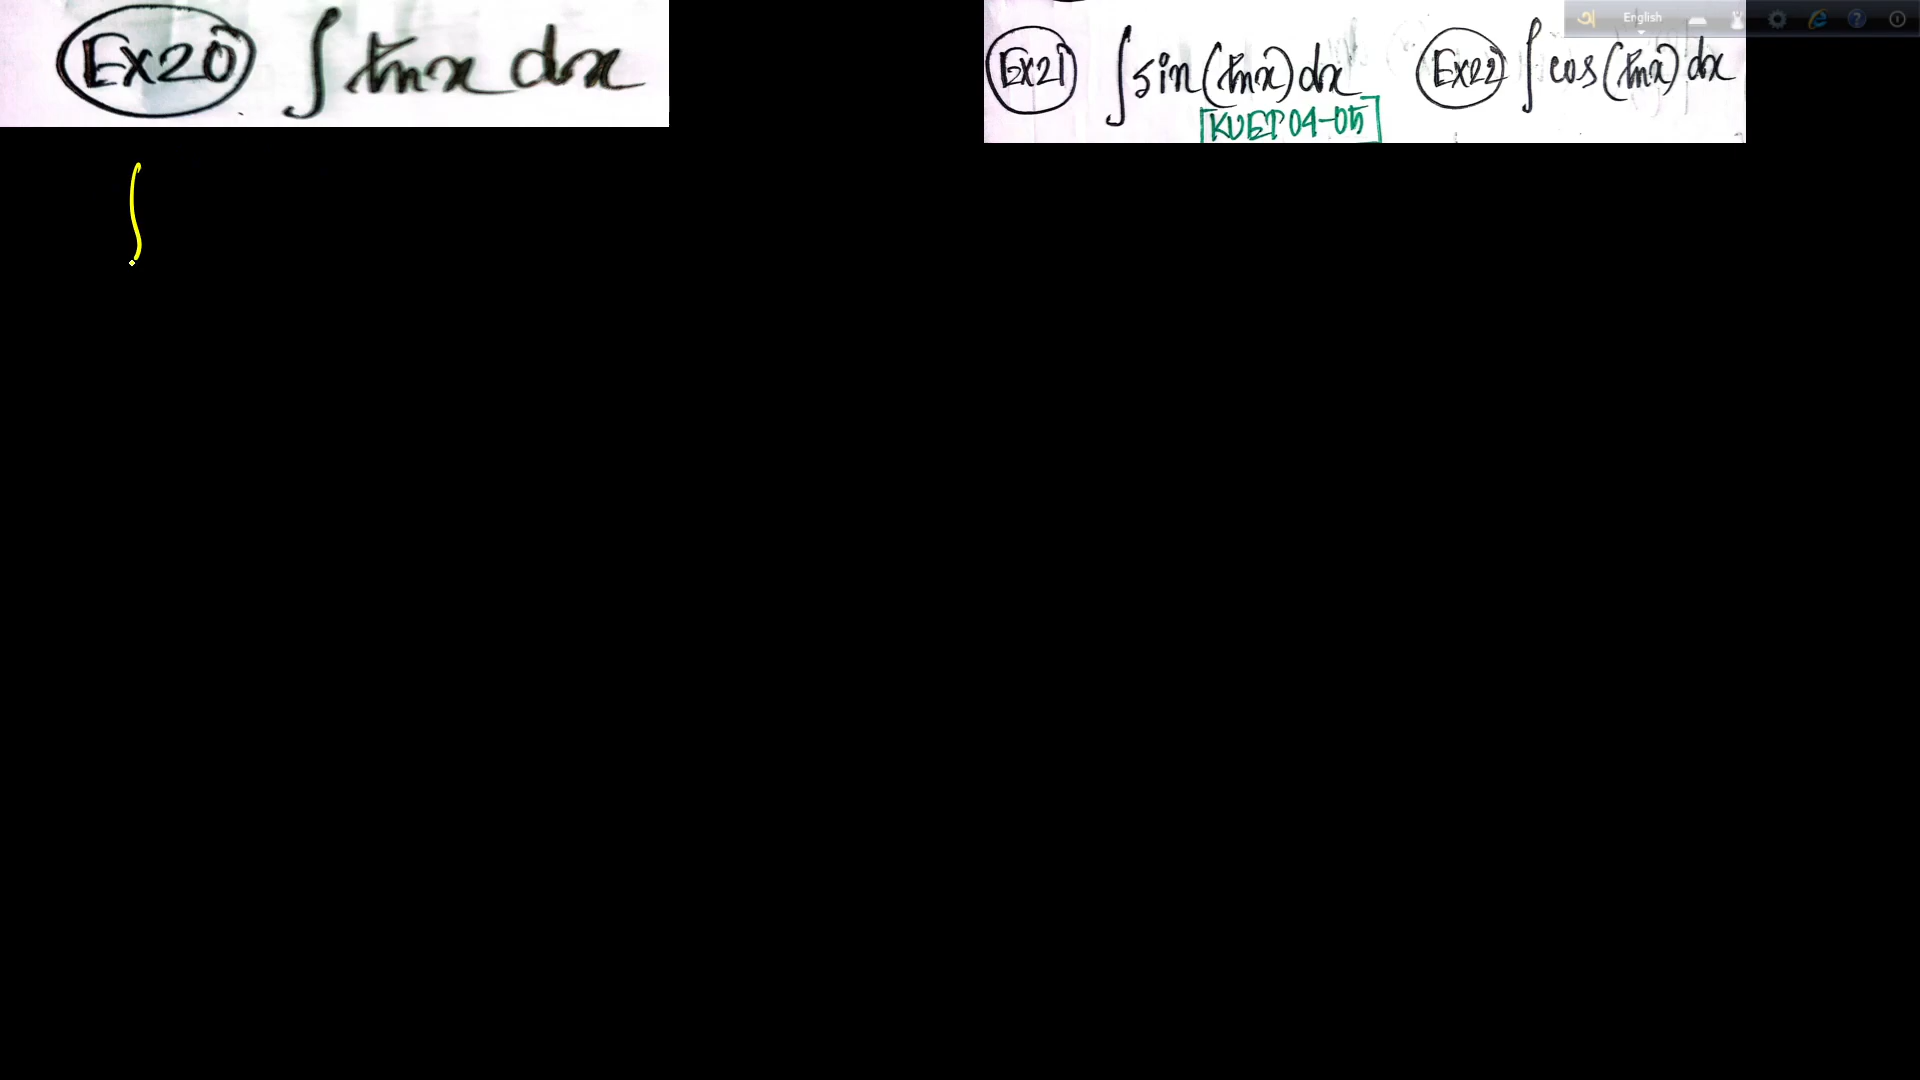 Ex20 ∫ lnx dx
Ex21 ∫ sin(lnx) dx Ex22 ∫ cos(lnx) dx
[KUET 04-05]
English
∫